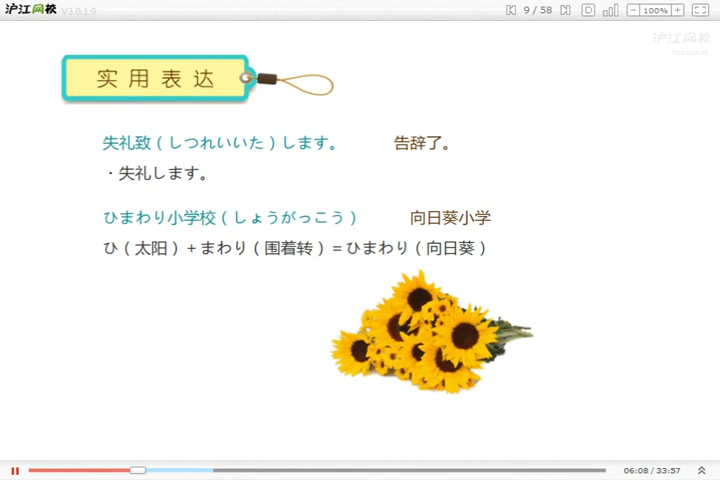 沪江网校 V3.0.1.9
9 / 58
100%
沪江网校
实用表达
失礼致（しつれいいた）します。 告辞了。
・失礼します。
ひまわり小学校（しょうがっこう） 向日葵小学
ひ（太阳）＋まわり（围着转）＝ひまわり（向日葵）
06:08 / 33:57